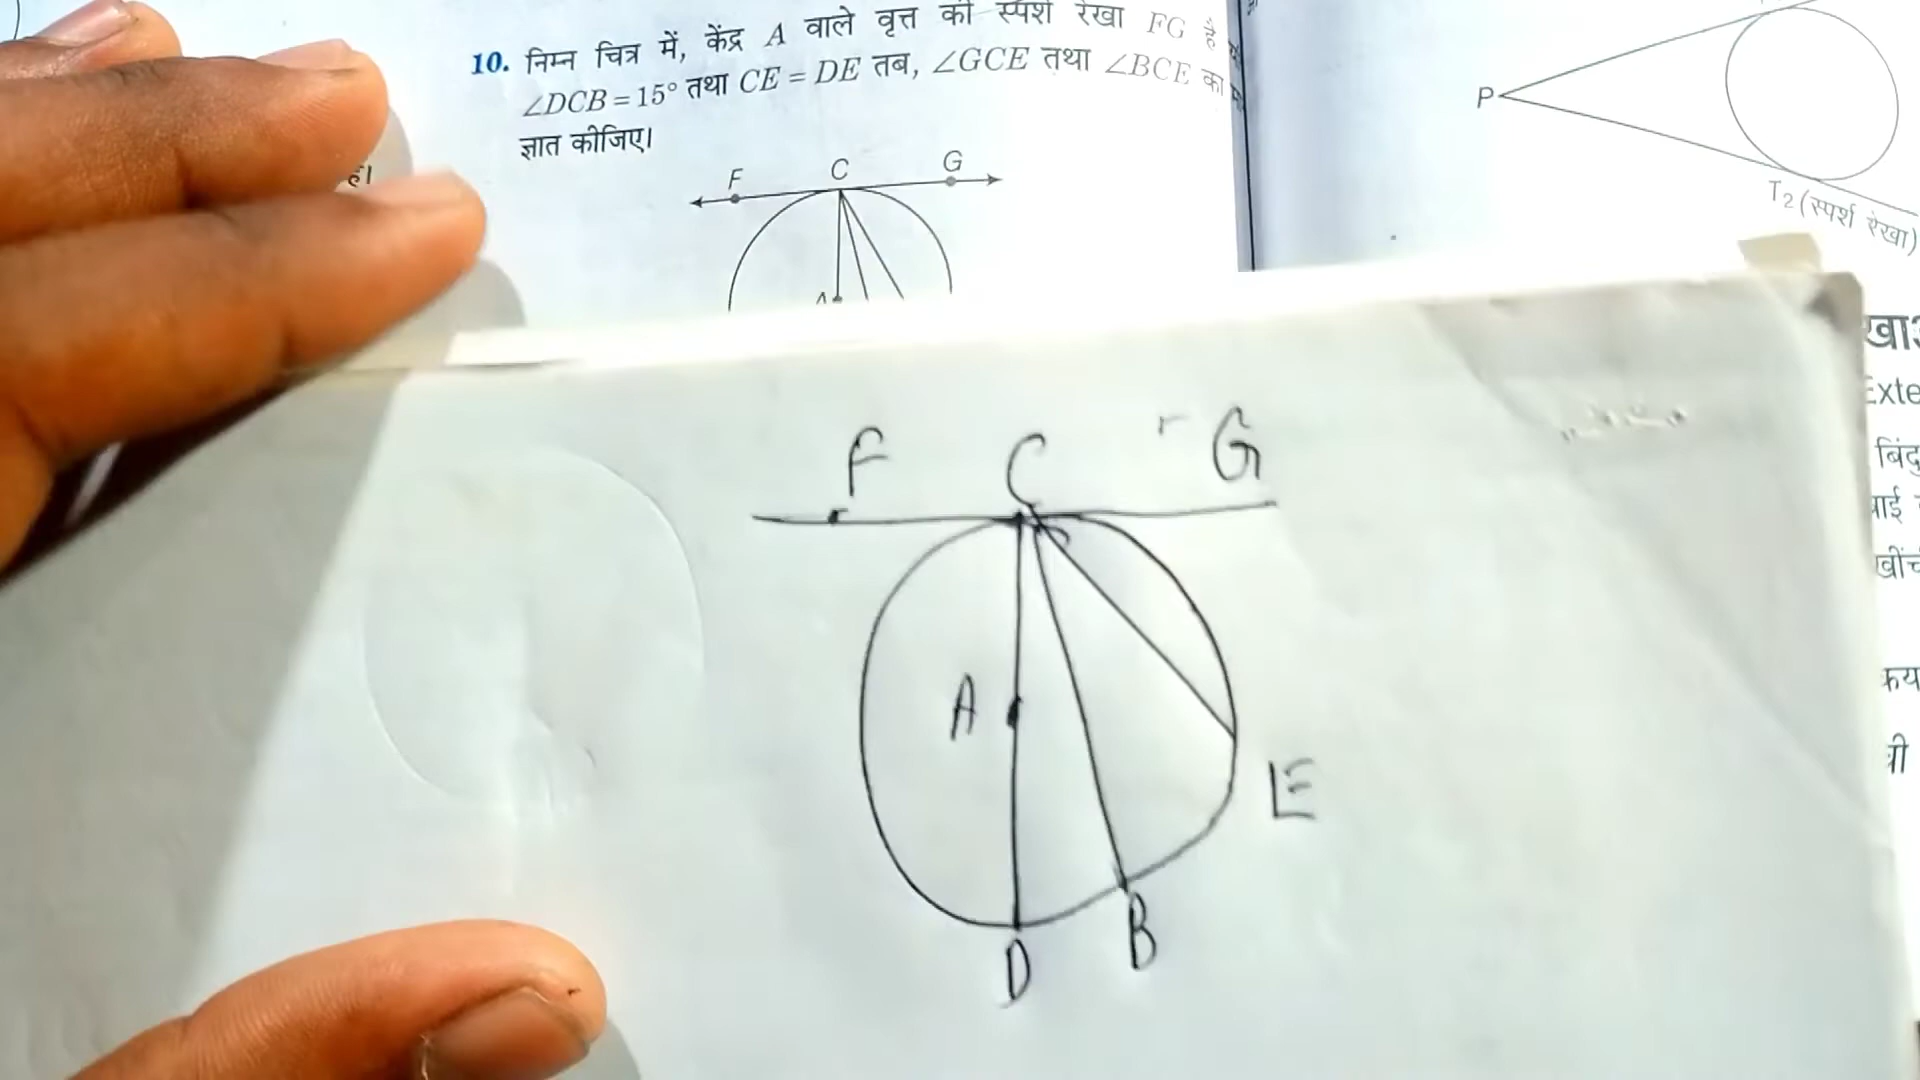 10. निम्न चित्र में, केंद्र A वाले वृत्त की स्पर्श रेखा FG है
∠DCB = 15° तथा CE = DE तब, ∠GCE तथा ∠BCE का
ज्ञात कीजिए।
है।
F C G
A
P
T₂ (स्पर्श रेखा)
Exte
F C G
A
E
D B